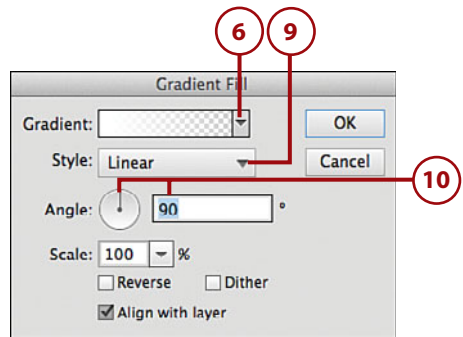 6 9
Gradient Fill
Gradient: OK
Style: Linear Cancel
10
Angle: 90 °
Scale: 100 %
Reverse Dither
Align with layer